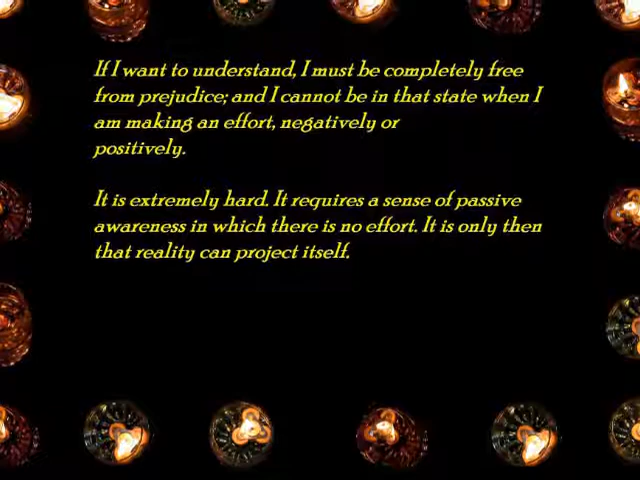 If I want to understand, I must be completely free
from prejudice; and I cannot be in that state when I
am making an effort, negatively or
positively.
It is extremely hard. It requires a sense of passive
awareness in which there is no effort. It is only then
that reality can project itself.